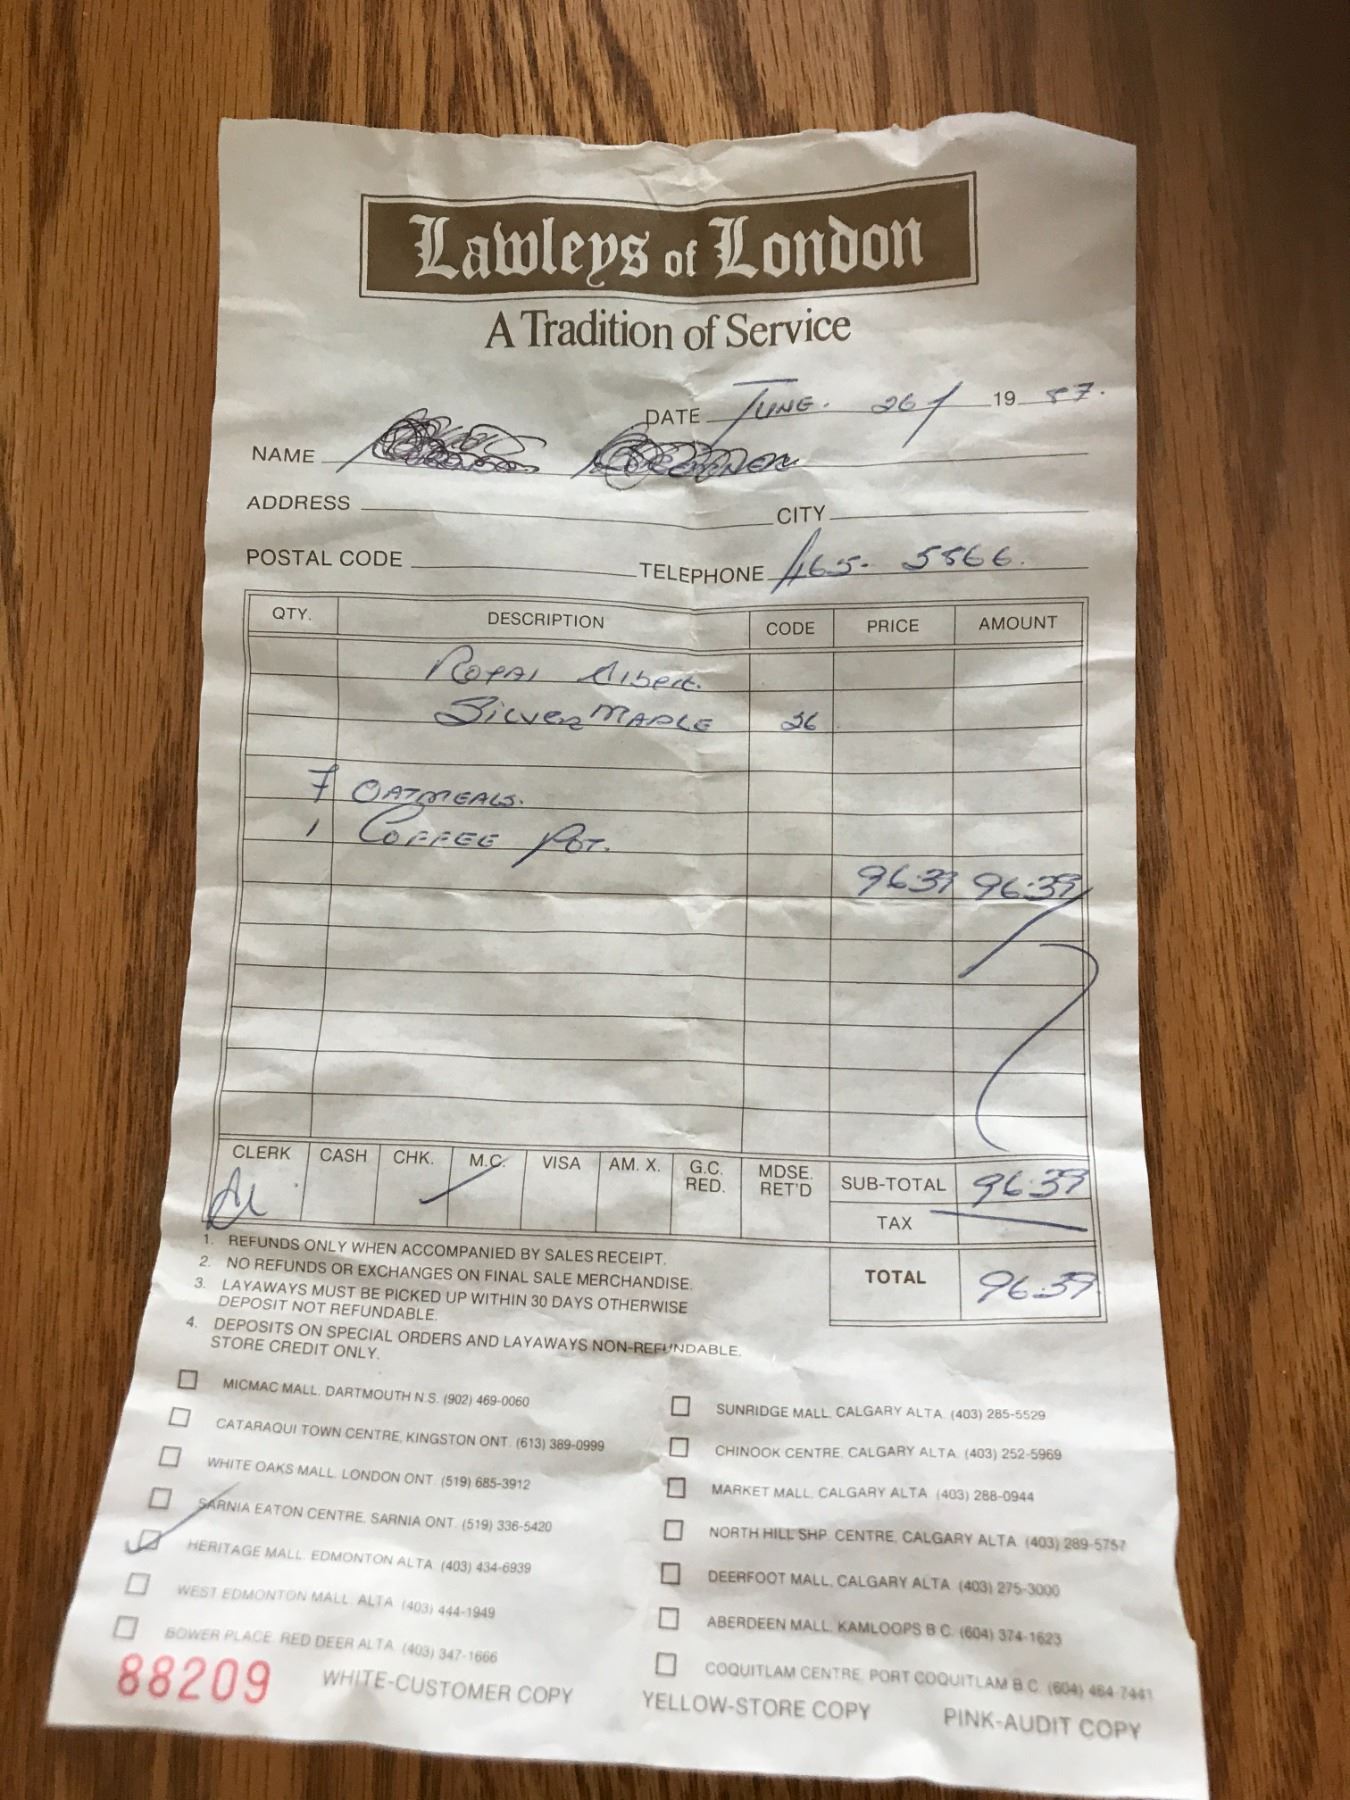 Lawleys of London
A Tradition of Service
DATE JUNE. 26 19 87.
NAME
ADDRESS CITY
POSTAL CODE TELEPHONE 465- 5566.
QTY. DESCRIPTION CODE PRICE AMOUNT
Royal Albert.
Silver MAPLE 26
7 OATMEALS.
1 COFFEE POT.
96.39 96.39
CLERK CASH CHK. M.C. VISA AM. X. G.C. RED. MDSE. RET'D SUB-TOTAL 96.39
TAX
TOTAL 96.39
1. REFUNDS ONLY WHEN ACCOMPANIED BY SALES RECEIPT.
2. NO REFUNDS OR EXCHANGES ON FINAL SALE MERCHANDISE.
3. LAYAWAYS MUST BE PICKED UP WITHIN 30 DAYS OTHERWISE
DEPOSIT NOT REFUNDABLE.
4. DEPOSITS ON SPECIAL ORDERS AND LAYAWAYS NON-REFUNDABLE.
STORE CREDIT ONLY.
MICMAC MALL, DARTMOUTH N.S. (902) 469-0060
CATARAQUI TOWN CENTRE, KINGSTON ONT. (613) 389-0999
WHITE OAKS MALL, LONDON ONT. (519) 685-3912
SARNIA EATON CENTRE, SARNIA ONT. (519) 336-5420
HERITAGE MALL, EDMONTON ALTA. (403) 434-6939
WEST EDMONTON MALL, ALTA. (403) 444-1949
BOWER PLACE, RED DEER ALTA. (403) 347-1666
SUNRIDGE MALL, CALGARY ALTA. (403) 285-5529
CHINOOK CENTRE, CALGARY ALTA. (403) 252-5969
MARKET MALL, CALGARY ALTA. (403) 288-0944
NORTH HILL SHP. CENTRE, CALGARY ALTA. (403) 289-5757
DEERFOOT MALL, CALGARY ALTA. (403) 275-3000
ABERDEEN MALL, KAMLOOPS B.C. (604) 374-1623
COQUITLAM CENTRE, PORT COQUITLAM B.C. (604) 464-7441
88209 WHITE-CUSTOMER COPY YELLOW-STORE COPY PINK-AUDIT COPY